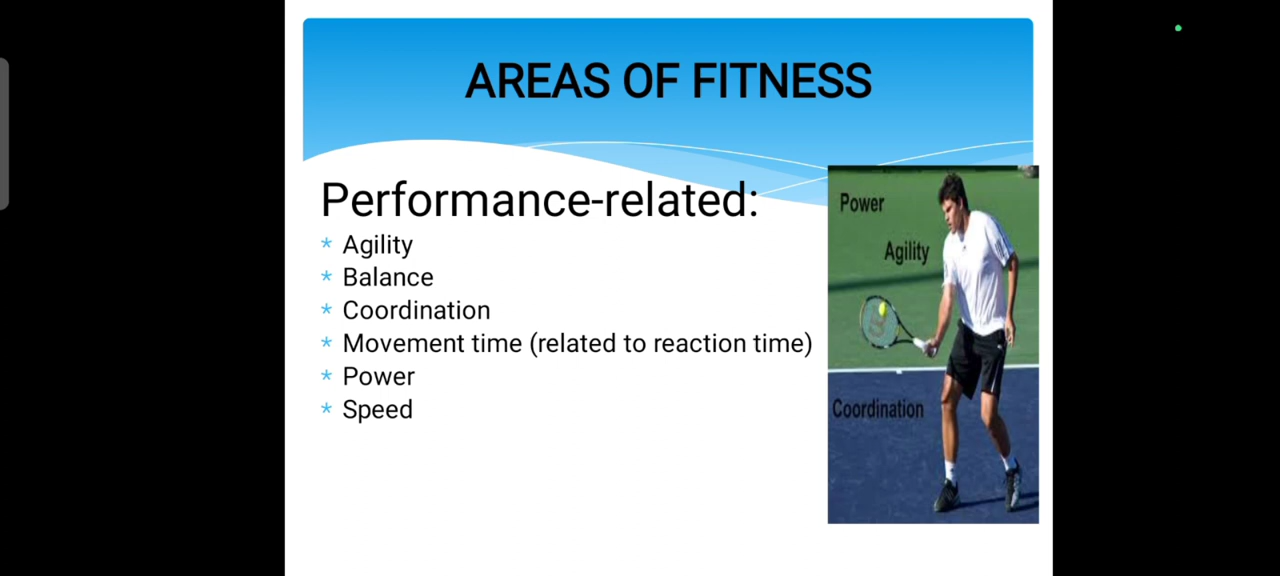 AREAS OF FITNESS
Performance-related:
* Agility
* Balance
* Coordination
* Movement time (related to reaction time)
* Power
* Speed
Power
Agility
Coordination